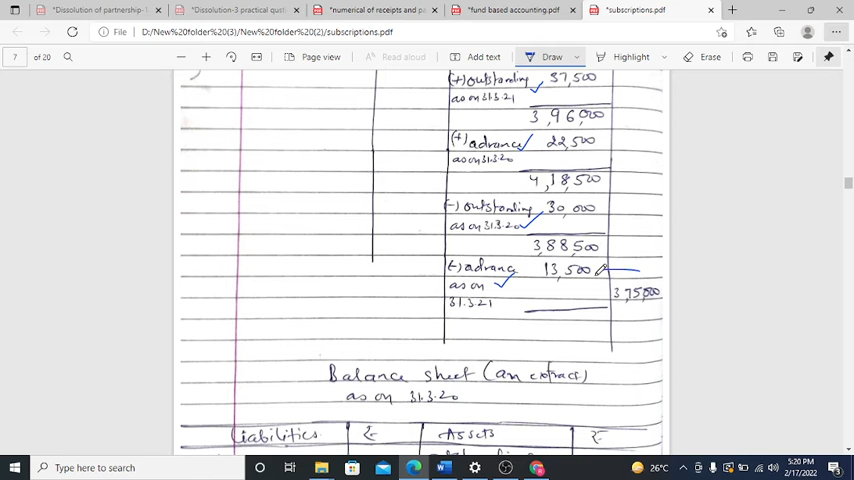 *Dissolution of partnership-1
*Dissolution-3 practical quest
*numerical of receipts and pa
*fund based accounting.pdf
*subscriptions.pdf
File
D:/New%20folder%20(3)/New%20folder%20(2)/subscriptions.pdf
7 of 20
Page view
Read aloud
Add text
Draw
Highlight
Erase
(+) outstanding 37,500
as on 31.3.21
3,96,000
(+) advance 22,500
as on 31.3.20
4,18,500
(-) outstanding 30,000
as on 31.3.20
3,88,500
(-) advance 13,500
as on 3,75,000
31.3.21
Balance sheet (an extract)
as on 31.3.20
Liabilities ₹ Assets ₹
Type here to search
26°C
5:20 PM
2/17/2022
3